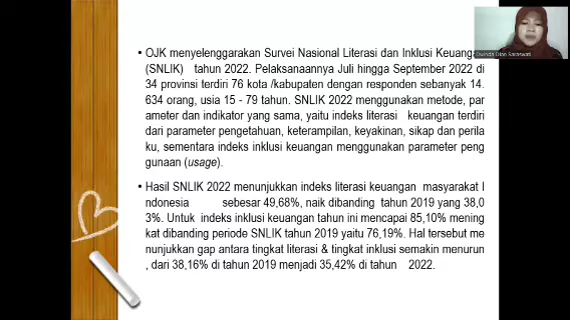 • OJK menyelenggarakan Survei Nasional Literasi dan Inklusi Keuangan
(SNLIK) tahun 2022. Pelaksanaannya Juli hingga September 2022 di
34 provinsi terdiri 76 kota /kabupaten dengan responden sebanyak 14.
634 orang, usia 15 - 79 tahun. SNLIK 2022 menggunakan metode, par
ameter dan indikator yang sama, yaitu indeks literasi keuangan terdiri
dari parameter pengetahuan, keterampilan, keyakinan, sikap dan perila
ku, sementara indeks inklusi keuangan menggunakan parameter peng
gunaan (usage).
• Hasil SNLIK 2022 menunjukkan indeks literasi keuangan masyarakat I
ndonesia sebesar 49,68%, naik dibanding tahun 2019 yang 38,0
3%. Untuk indeks inklusi keuangan tahun ini mencapai 85,10% mening
kat dibanding periode SNLIK tahun 2019 yaitu 76,19%. Hal tersebut me
nunjukkan gap antara tingkat literasi & tingkat inklusi semakin menurun
, dari 38,16% di tahun 2019 menjadi 35,42% di tahun 2022.